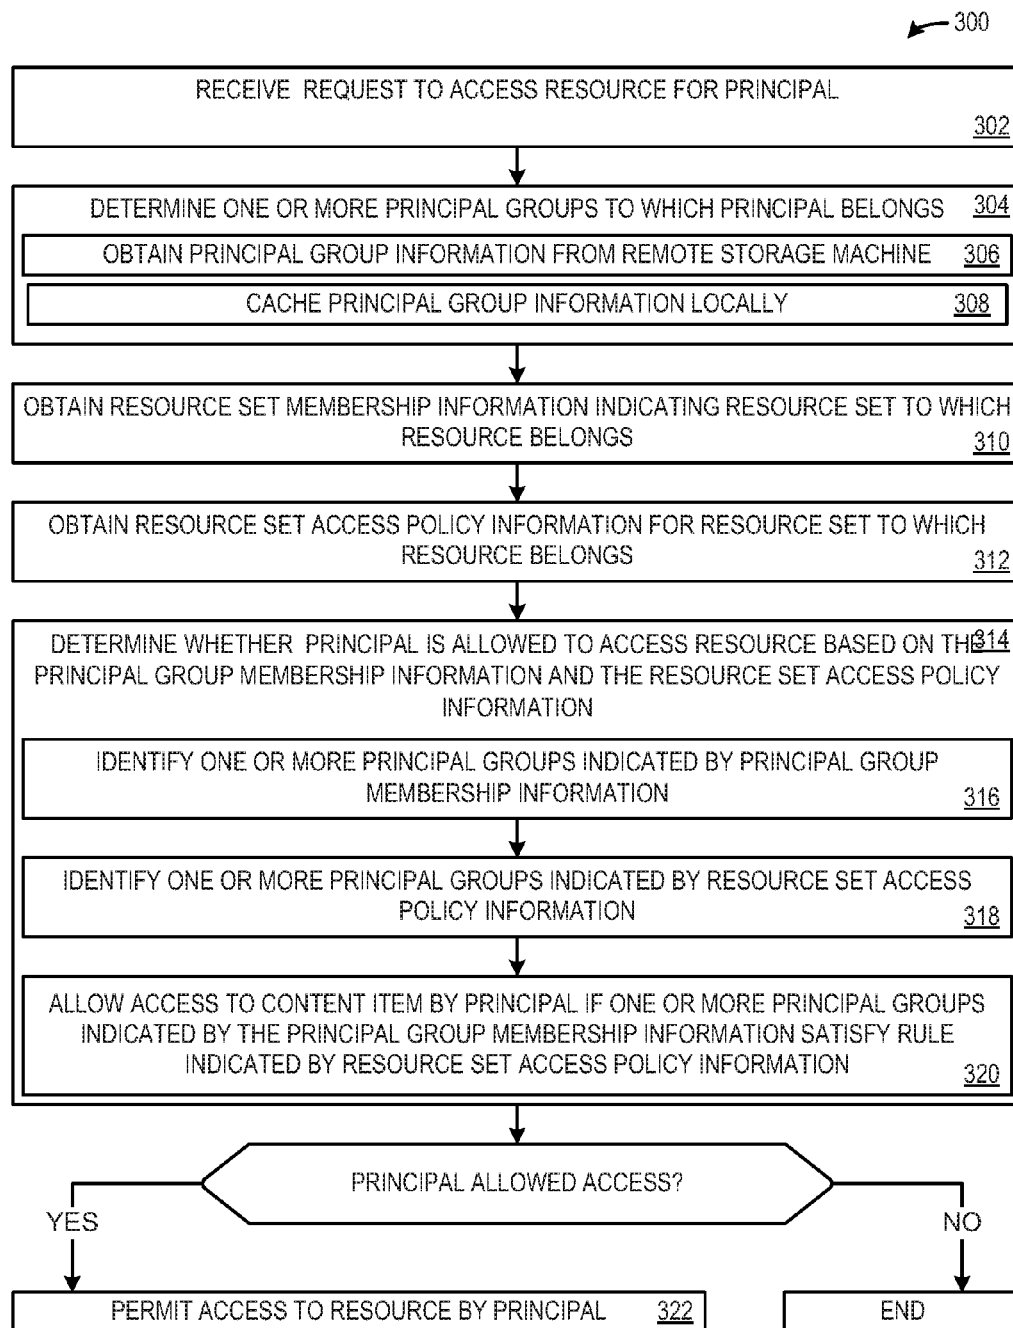 300
RECEIVE REQUEST TO ACCESS RESOURCE FOR PRINCIPAL
302
DETERMINE ONE OR MORE PRINCIPAL GROUPS TO WHICH PRINCIPAL BELONGS 304
OBTAIN PRINCIPAL GROUP INFORMATION FROM REMOTE STORAGE MACHINE 306
CACHE PRINCIPAL GROUP INFORMATION LOCALLY 308
OBTAIN RESOURCE SET MEMBERSHIP INFORMATION INDICATING RESOURCE SET TO WHICH
RESOURCE BELONGS 310
OBTAIN RESOURCE SET ACCESS POLICY INFORMATION FOR RESOURCE SET TO WHICH
RESOURCE BELONGS 312
DETERMINE WHETHER PRINCIPAL IS ALLOWED TO ACCESS RESOURCE BASED ON THE 314
PRINCIPAL GROUP MEMBERSHIP INFORMATION AND THE RESOURCE SET ACCESS POLICY
INFORMATION
IDENTIFY ONE OR MORE PRINCIPAL GROUPS INDICATED BY PRINCIPAL GROUP
MEMBERSHIP INFORMATION 316
IDENTIFY ONE OR MORE PRINCIPAL GROUPS INDICATED BY RESOURCE SET ACCESS
POLICY INFORMATION 318
ALLOW ACCESS TO CONTENT ITEM BY PRINCIPAL IF ONE OR MORE PRINCIPAL GROUPS
INDICATED BY THE PRINCIPAL GROUP MEMBERSHIP INFORMATION SATISFY RULE
INDICATED BY RESOURCE SET ACCESS POLICY INFORMATION 320
PRINCIPAL ALLOWED ACCESS?
YES
NO
PERMIT ACCESS TO RESOURCE BY PRINCIPAL 322
END